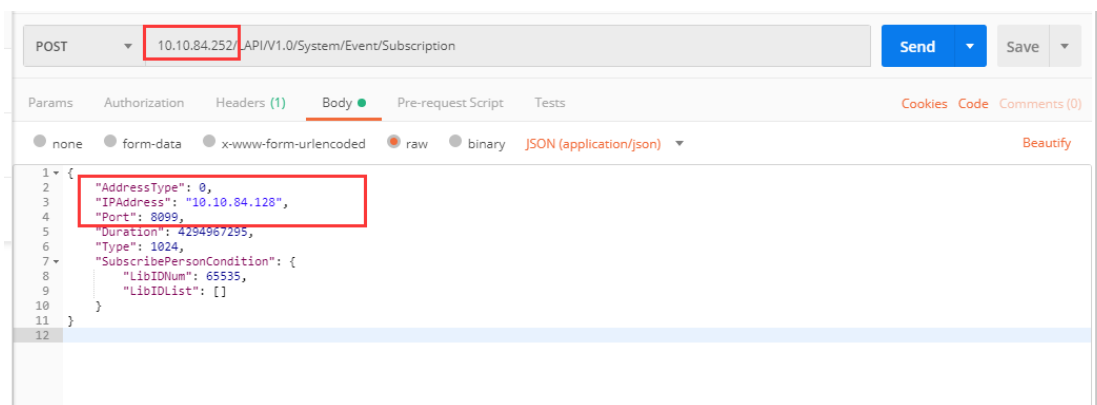 POST 10.10.84.252/LAPI/V1.0/System/Event/Subscription Send Save
Params Authorization Headers (1) Body Pre-request Script Tests Cookies Code Comments (0)
none form-data x-www-form-urlencoded raw binary JSON (application/json) Beautify
1 {
2 "AddressType": 0,
3 "IPAddress": "10.10.84.128",
4 "Port": 8099,
5 "Duration": 4294967295,
6 "Type": 1024,
7 "SubscribePersonCondition": {
8 "LibIDNum": 65535,
9 "LibIDList": []
10 }
11 }
12